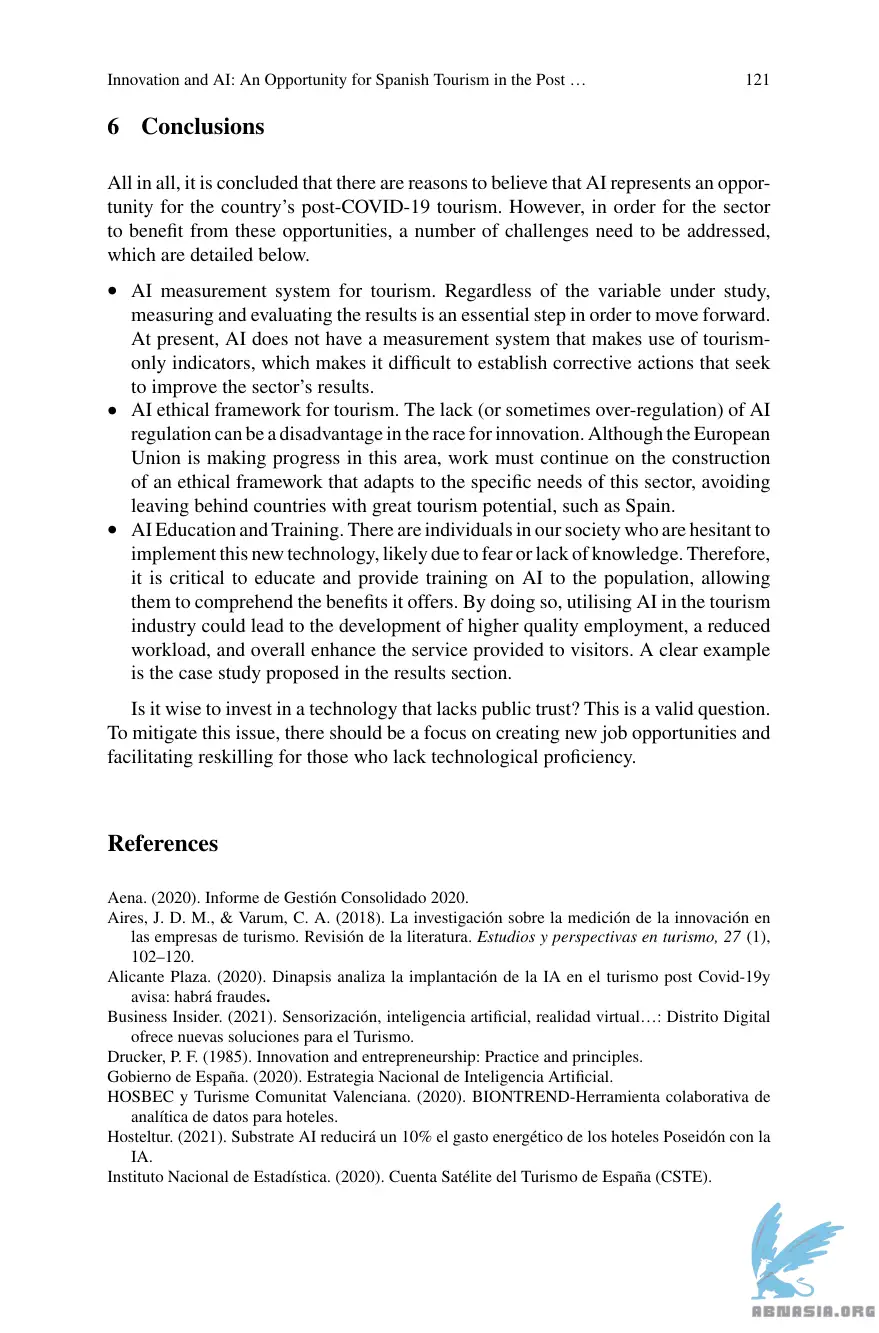 Innovation and AI: An Opportunity for Spanish Tourism in the Post … 121
6 Conclusions
All in all, it is concluded that there are reasons to believe that AI represents an oppor-
tunity for the country’s post-COVID-19 tourism. However, in order for the sector
to benefit from these opportunities, a number of challenges need to be addressed,
which are detailed below.
• AI measurement system for tourism. Regardless of the variable under study,
measuring and evaluating the results is an essential step in order to move forward.
At present, AI does not have a measurement system that makes use of tourism-
only indicators, which makes it difficult to establish corrective actions that seek
to improve the sector’s results.
• AI ethical framework for tourism. The lack (or sometimes over-regulation) of AI
regulation can be a disadvantage in the race for innovation. Although the European
Union is making progress in this area, work must continue on the construction
of an ethical framework that adapts to the specific needs of this sector, avoiding
leaving behind countries with great tourism potential, such as Spain.
• AI Education and Training. There are individuals in our society who are hesitant to
implement this new technology, likely due to fear or lack of knowledge. Therefore,
it is critical to educate and provide training on AI to the population, allowing
them to comprehend the benefits it offers. By doing so, utilising AI in the tourism
industry could lead to the development of higher quality employment, a reduced
workload, and overall enhance the service provided to visitors. A clear example
is the case study proposed in the results section.
Is it wise to invest in a technology that lacks public trust? This is a valid question.
To mitigate this issue, there should be a focus on creating new job opportunities and
facilitating reskilling for those who lack technological proficiency.
References
Aena. (2020). Informe de Gestión Consolidado 2020.
Aires, J. D. M., & Varum, C. A. (2018). La investigación sobre la medición de la innovación en
las empresas de turismo. Revisión de la literatura. Estudios y perspectivas en turismo, 27 (1),
102–120.
Alicante Plaza. (2020). Dinapsis analiza la implantación de la IA en el turismo post Covid-19y
avisa: habrá fraudes.
Business Insider. (2021). Sensorización, inteligencia artificial, realidad virtual…: Distrito Digital
ofrece nuevas soluciones para el Turismo.
Drucker, P. F. (1985). Innovation and entrepreneurship: Practice and principles.
Gobierno de España. (2020). Estrategia Nacional de Inteligencia Artificial.
HOSBEC y Turisme Comunitat Valenciana. (2020). BIONTREND-Herramienta colaborativa de
analítica de datos para hoteles.
Hosteltur. (2021). Substrate AI reducirá un 10% el gasto energético de los hoteles Poseidón con la
IA.
Instituto Nacional de Estadística. (2020). Cuenta Satélite del Turismo de España (CSTE).
ABNASIA.ORG